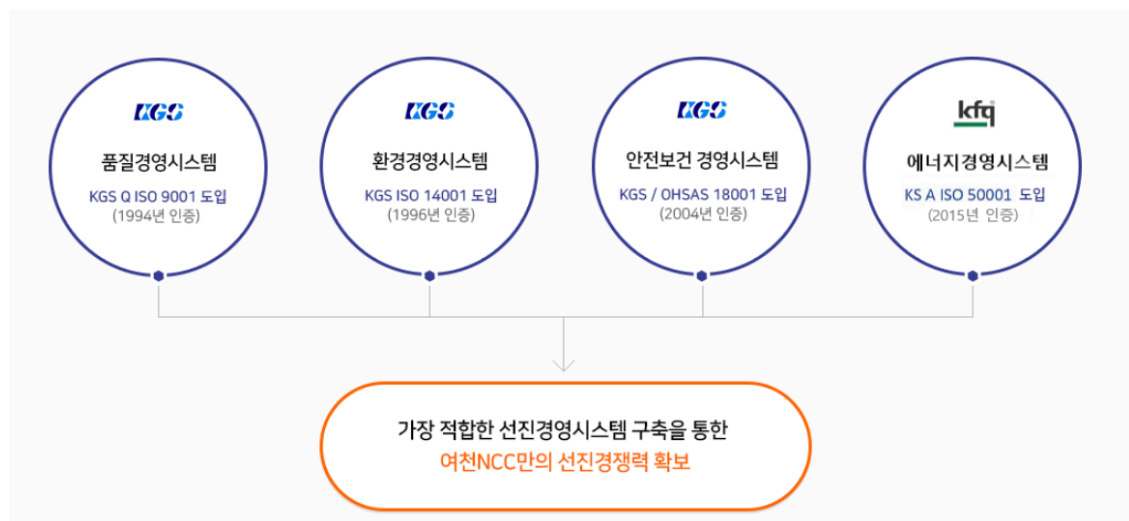 KGS
품질경영시스템
KGS Q ISO 9001 도입
(1994년 인증)
KGS
환경경영시스템
KGS ISO 14001 도입
(1996년 인증)
KGS
안전보건 경영시스템
KGS / OHSAS 18001 도입
(2004년 인증)
kfq
에너지경영시스템
KS A ISO 50001 도입
(2015년 인증)
가장 적합한 선진경영시스템 구축을 통한
여천NCC만의 선진경쟁력 확보